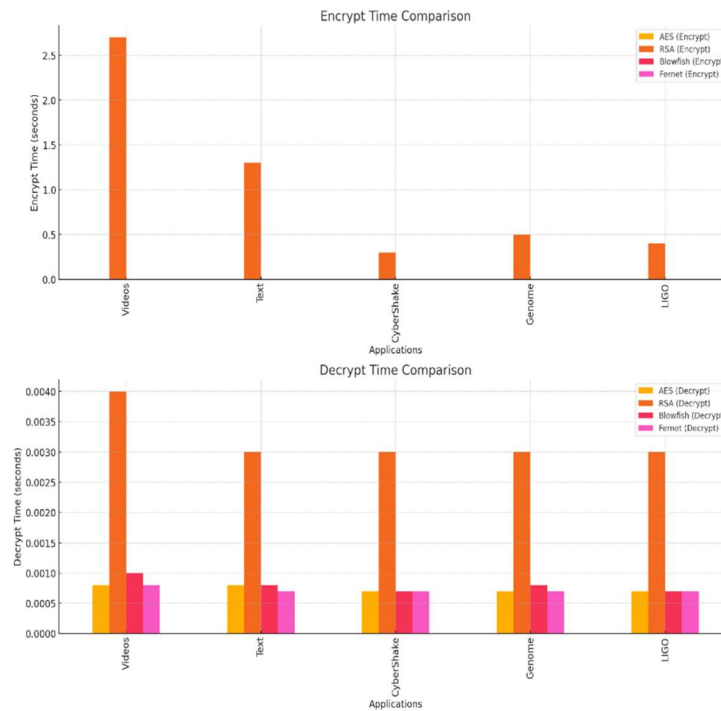 Encrypt Time Comparison
AES (Encrypt)
RSA (Encrypt)
Blowfish (Encrypt
Fernet (Encrypt)
Encrypt Time (seconds)
2.5
2.0
1.5
1.0
0.5
0.0
Videos
Text
CyberShake
Genome
LIGO
Applications
Decrypt Time Comparison
AES (Decrypt)
RSA (Decrypt)
Blowfish (Decrypt
Fernet (Decrypt)
Decrypt Time (seconds)
0.0040
0.0035
0.0030
0.0025
0.0020
0.0015
0.0010
0.0005
0.0000
Videos
Text
CyberShake
Genome
LIGO
Applications